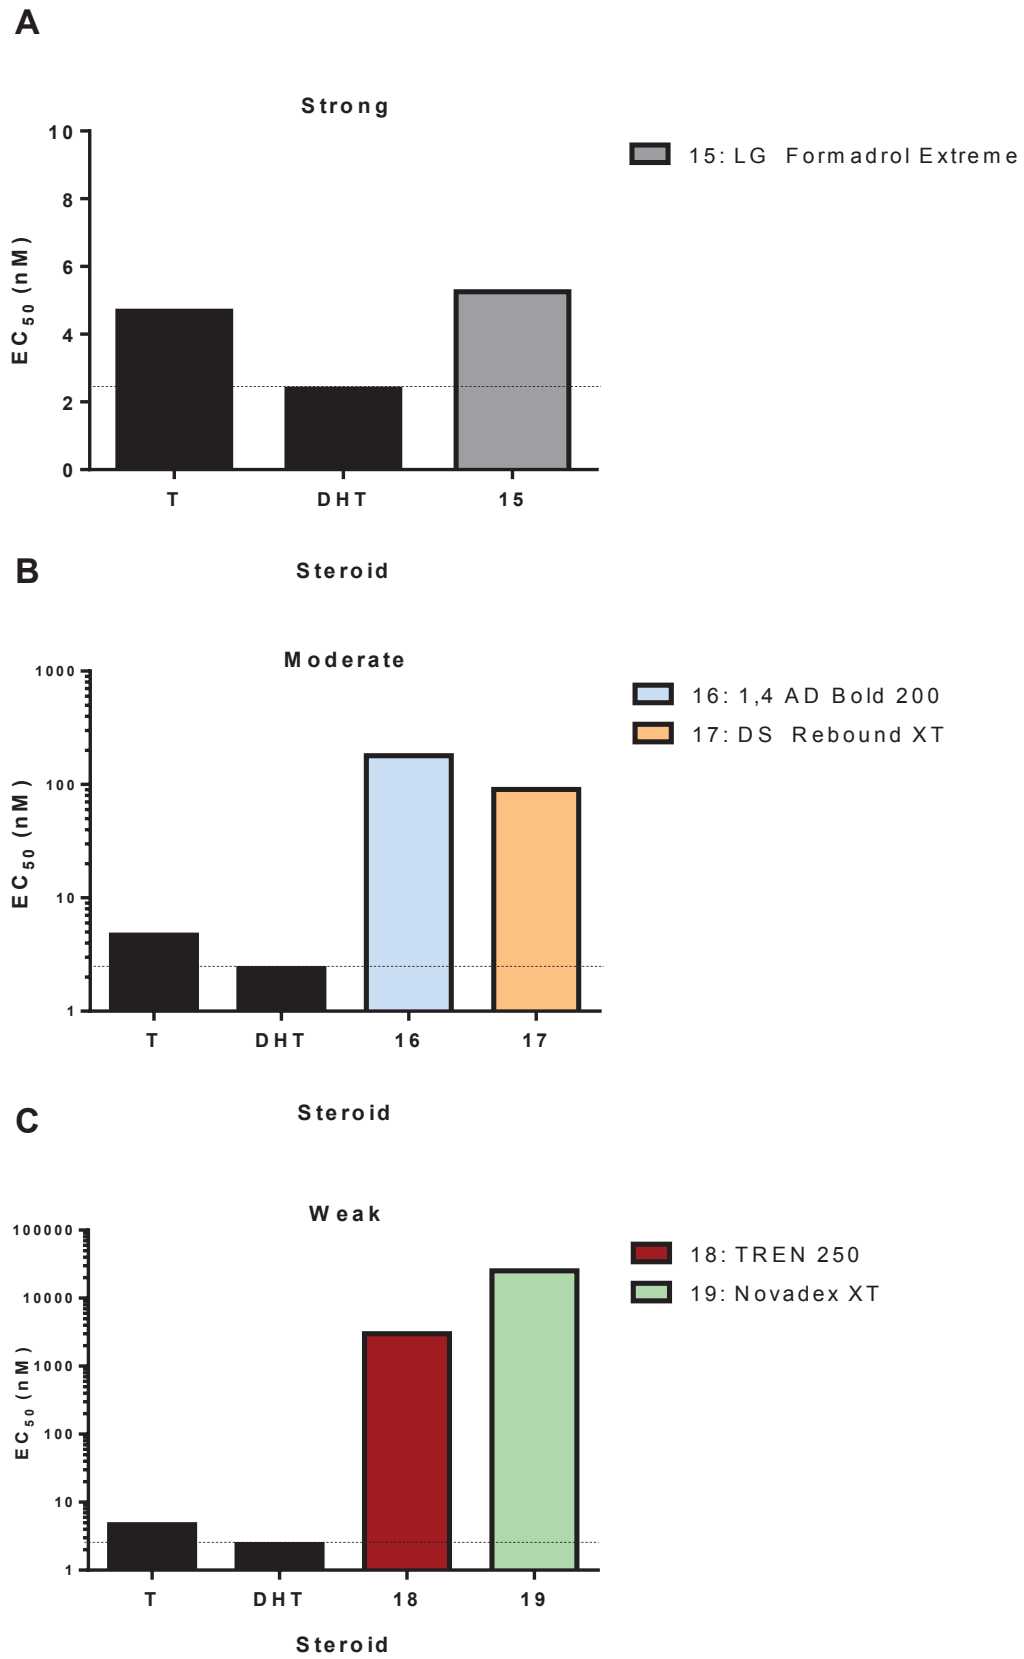 A
Strong
10
8
6
4
2
0
EC50 (nM)
T DHT 15
Steroid
15: LG Formadrol Extreme
B
Moderate
1000
100
10
1
EC50 (nM)
T DHT 16 17
Steroid
16: 1,4 AD Bold 200
17: DS Rebound XT
C
Weak
100000
10000
1000
100
10
1
EC50 (nM)
T DHT 18 19
Steroid
18: TREN 250
19: Novadex XT